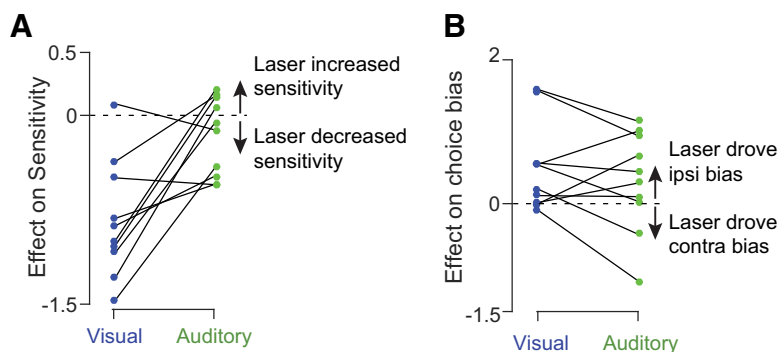 A
Effect on Sensitivity
0.5
0
-1.5
Laser increased
sensitivity
Laser decreased
sensitivity
Visual
Auditory
B
Effect on choice bias
2
0
-1.5
Laser drove
ipsi bias
Laser drove
contra bias
Visual
Auditory